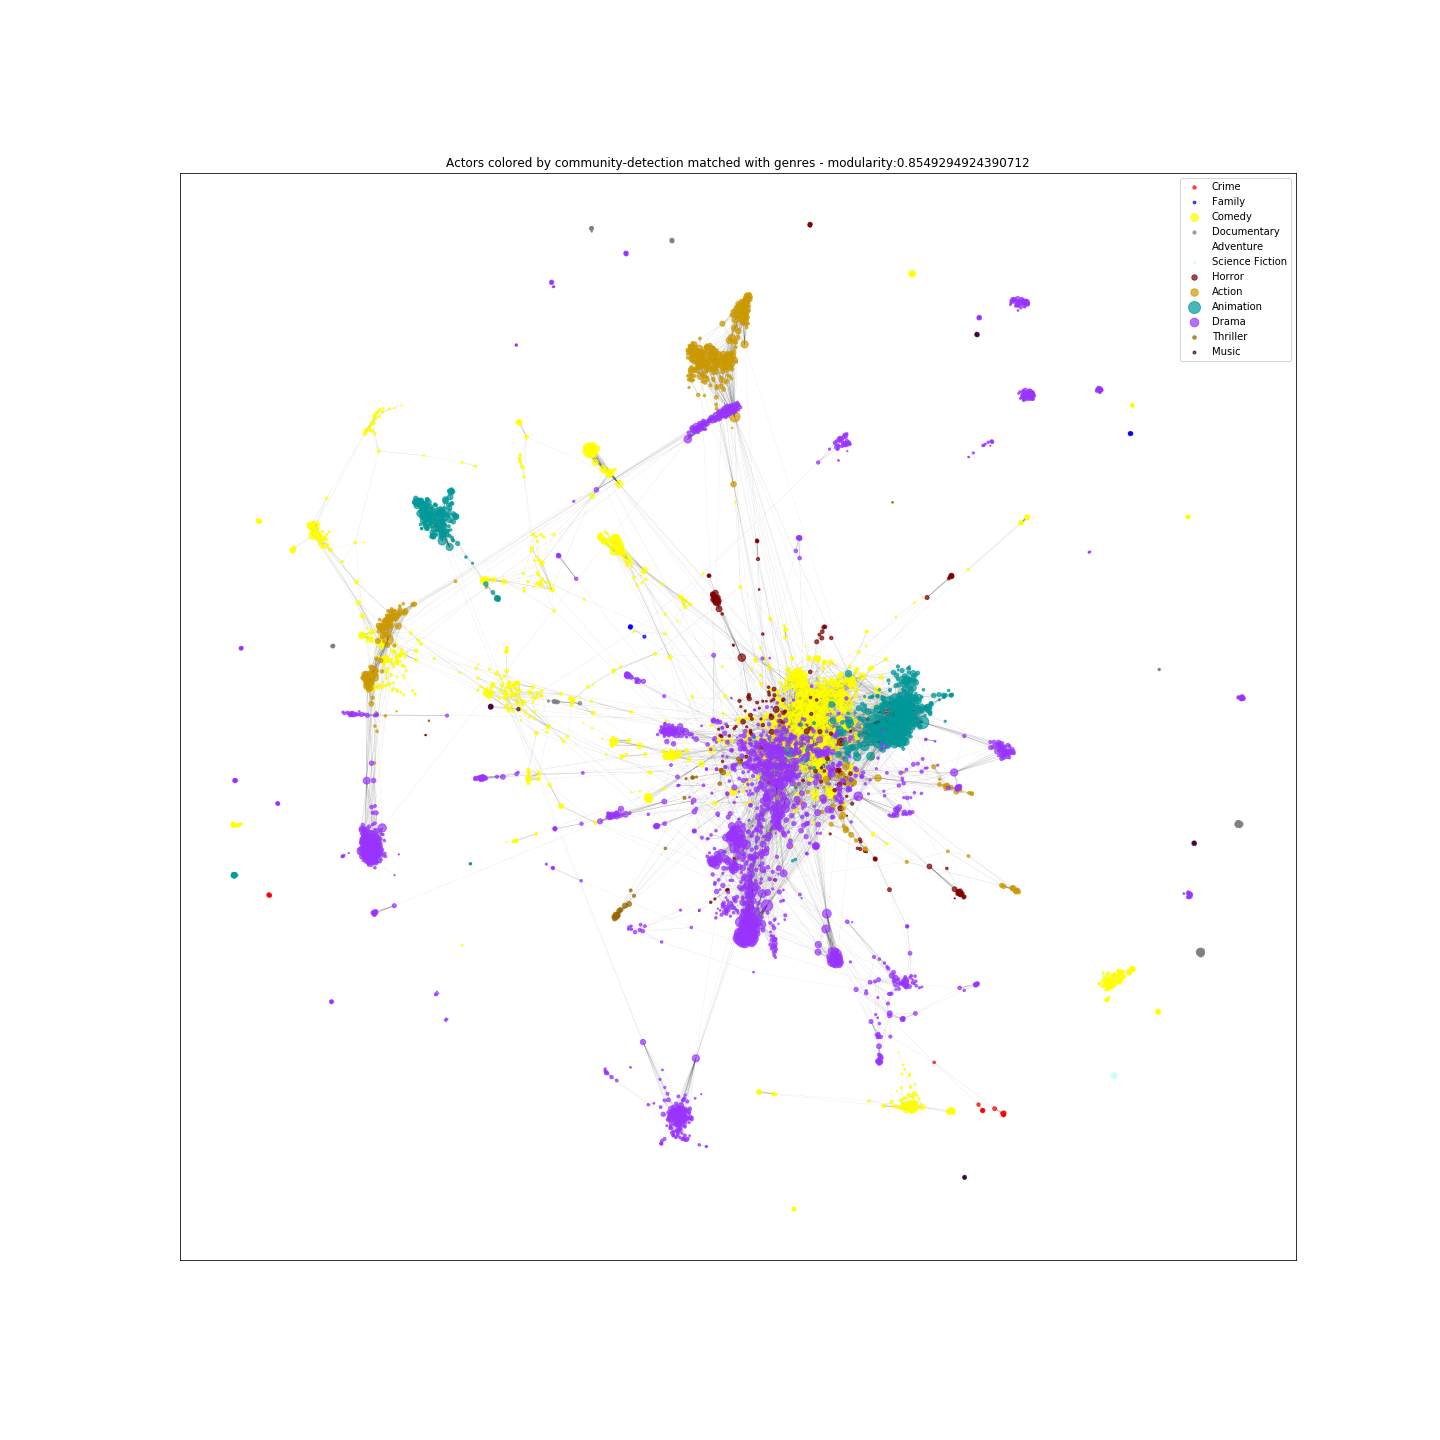 Actors colored by community-detection matched with genres - modularity:0.8549294924390712
Crime
Family
Comedy
Documentary
Adventure
Science Fiction
Horror
Action
Animation
Drama
Thriller
Music